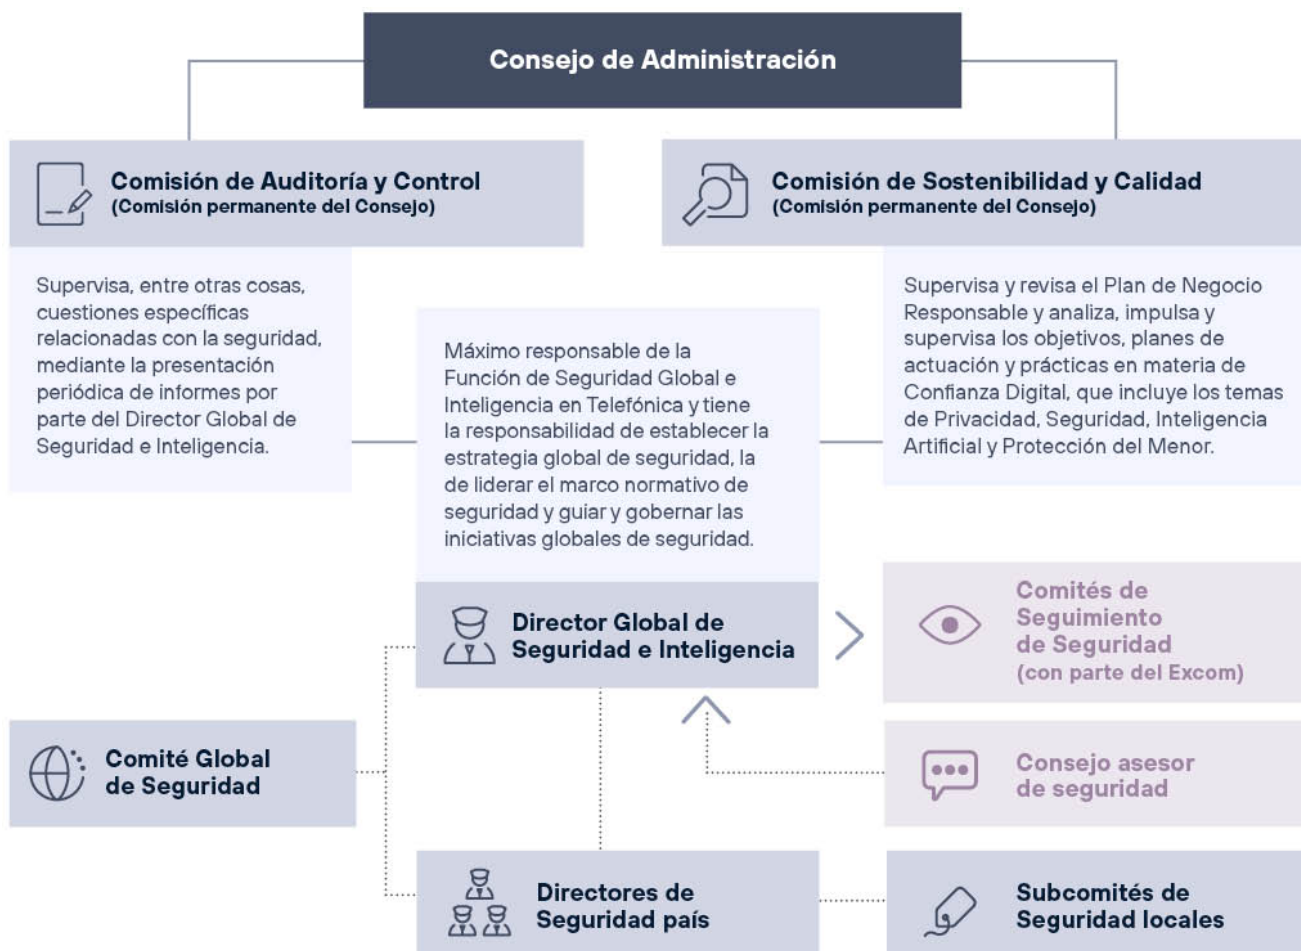 Consejo de Administración
Comisión de Auditoría y Control
(Comisión permanente del Consejo)
Supervisa, entre otras cosas,
cuestiones específicas
relacionadas con la seguridad,
mediante la presentación
periódica de informes por
parte del Director Global de
Seguridad e Inteligencia.
Comisión de Sostenibilidad y Calidad
(Comisión permanente del Consejo)
Supervisa y revisa el Plan de Negocio
Responsable y analiza, impulsa y
supervisa los objetivos, planes de
actuación y prácticas en materia de
Confianza Digital, que incluye los temas
de Privacidad, Seguridad, Inteligencia
Artificial y Protección del Menor.
Máximo responsable de la
Función de Seguridad Global e
Inteligencia en Telefónica y tiene
la responsabilidad de establecer la
estrategia global de seguridad, la
de liderar el marco normativo de
seguridad y guiar y gobernar las
iniciativas globales de seguridad.
Director Global de
Seguridad e Inteligencia
Comités de
Seguimiento
de Seguridad
(con parte del Excom)
Comité Global
de Seguridad
Consejo asesor
de seguridad
Directores de
Seguridad país
Subcomités de
Seguridad locales